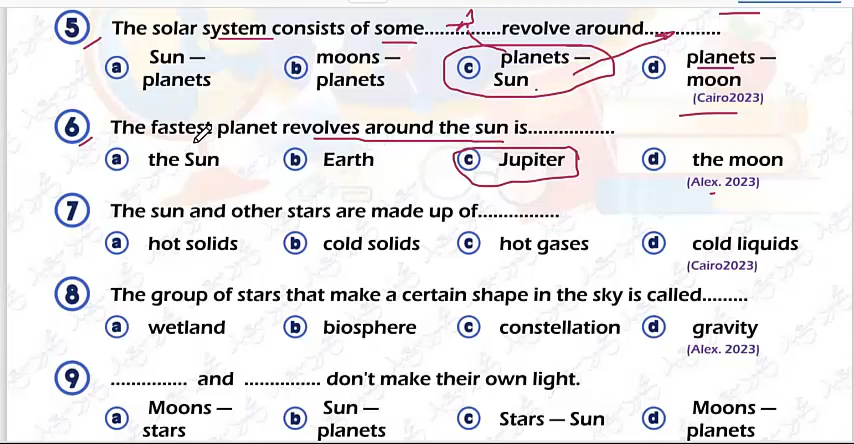 5 The solar system consists of some...............revolve around...............
a Sun — planets b moons — planets c planets — Sun d planets — moon
(Cairo2023)
6 The fastest planet revolves around the sun is.................
a the Sun b Earth c Jupiter d the moon
(Alex. 2023)
7 The sun and other stars are made up of................
a hot solids b cold solids c hot gases d cold liquids
(Cairo2023)
8 The group of stars that make a certain shape in the sky is called.........
a wetland b biosphere c constellation d gravity
(Alex. 2023)
9 ............... and ............... don't make their own light.
a Moons — stars b Sun — planets c Stars — Sun d Moons — planets